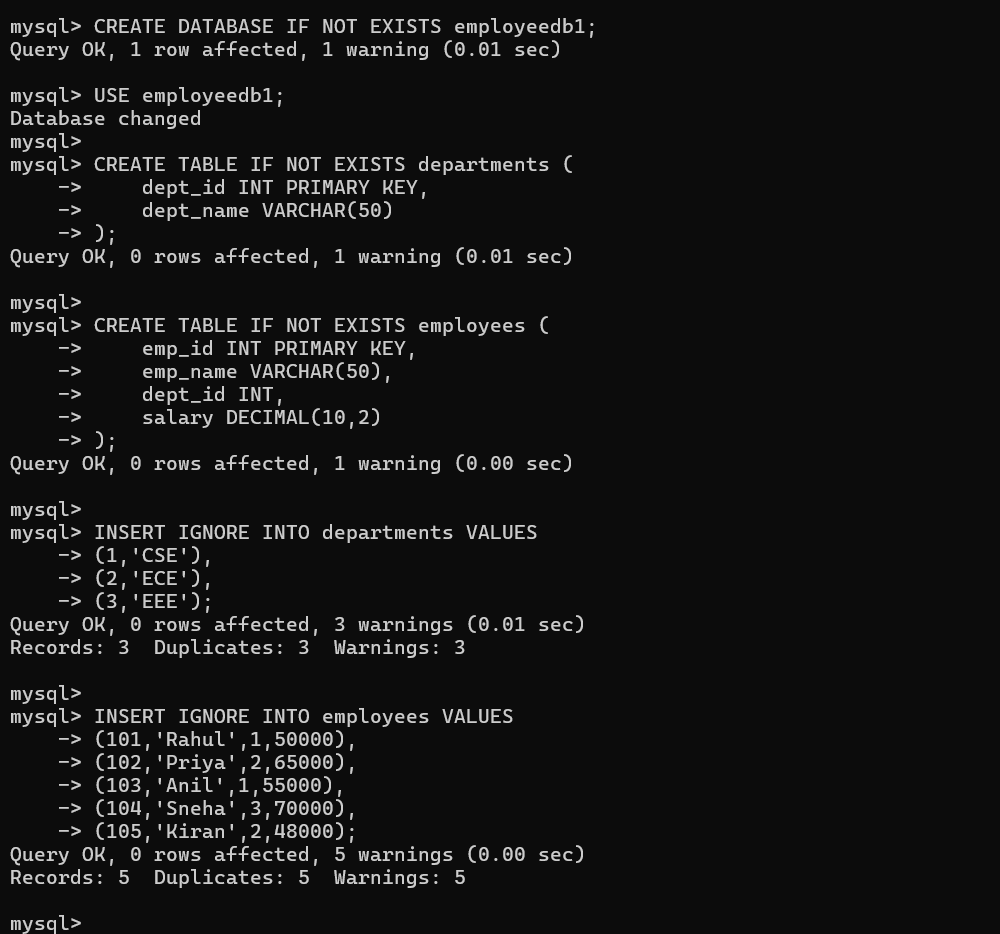 mysql> CREATE DATABASE IF NOT EXISTS employeedb1;
Query OK, 1 row affected, 1 warning (0.01 sec)
mysql> USE employeedb1;
Database changed
mysql>
mysql> CREATE TABLE IF NOT EXISTS departments (
    ->     dept_id INT PRIMARY KEY,
    ->     dept_name VARCHAR(50)
    -> );
Query OK, 0 rows affected, 1 warning (0.01 sec)
mysql>
mysql> CREATE TABLE IF NOT EXISTS employees (
    ->     emp_id INT PRIMARY KEY,
    ->     emp_name VARCHAR(50),
    ->     dept_id INT,
    ->     salary DECIMAL(10,2)
    -> );
Query OK, 0 rows affected, 1 warning (0.00 sec)
mysql>
mysql> INSERT IGNORE INTO departments VALUES
    -> (1,'CSE'),
    -> (2,'ECE'),
    -> (3,'EEE');
Query OK, 0 rows affected, 3 warnings (0.01 sec)
Records: 3  Duplicates: 3  Warnings: 3
mysql>
mysql> INSERT IGNORE INTO employees VALUES
    -> (101,'Rahul',1,50000),
    -> (102,'Priya',2,65000),
    -> (103,'Anil',1,55000),
    -> (104,'Sneha',3,70000),
    -> (105,'Kiran',2,48000);
Query OK, 0 rows affected, 5 warnings (0.00 sec)
Records: 5  Duplicates: 5  Warnings: 5
mysql>